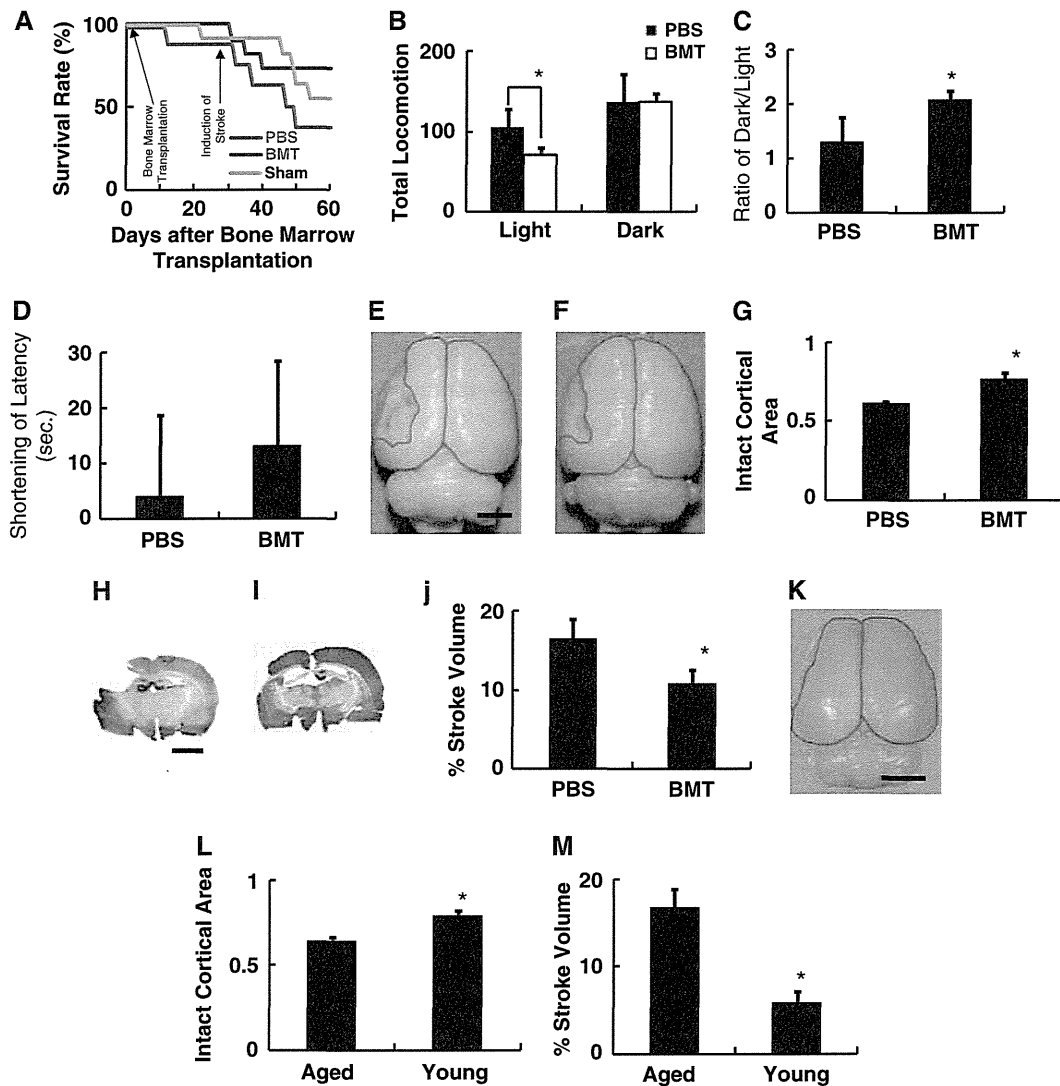 A
Survival Rate (%)
100
50
0
Bone Marrow
Transplantation
Induction of
Stroke
PBS
BMT
Sham
0 20 40 60
Days after Bone Marrow
Transplantation
B
Total Locomotion
200
100
0
*
PBS
BMT
Light Dark
C
Ratio of Dark/Light
3
2
1
0
*
PBS BMT
D
Shortening of Latency
(sec.)
30
20
10
0
PBS BMT
E
F
G
Intact Cortical
Area
1
0.5
0
*
PBS BMT
H
I
j
% Stroke Volume
20
10
0
*
PBS BMT
K
L
Intact Cortical Area
1
0.5
0
*
Aged Young
M
% Stroke Volume
20
10
0
*
Aged Young